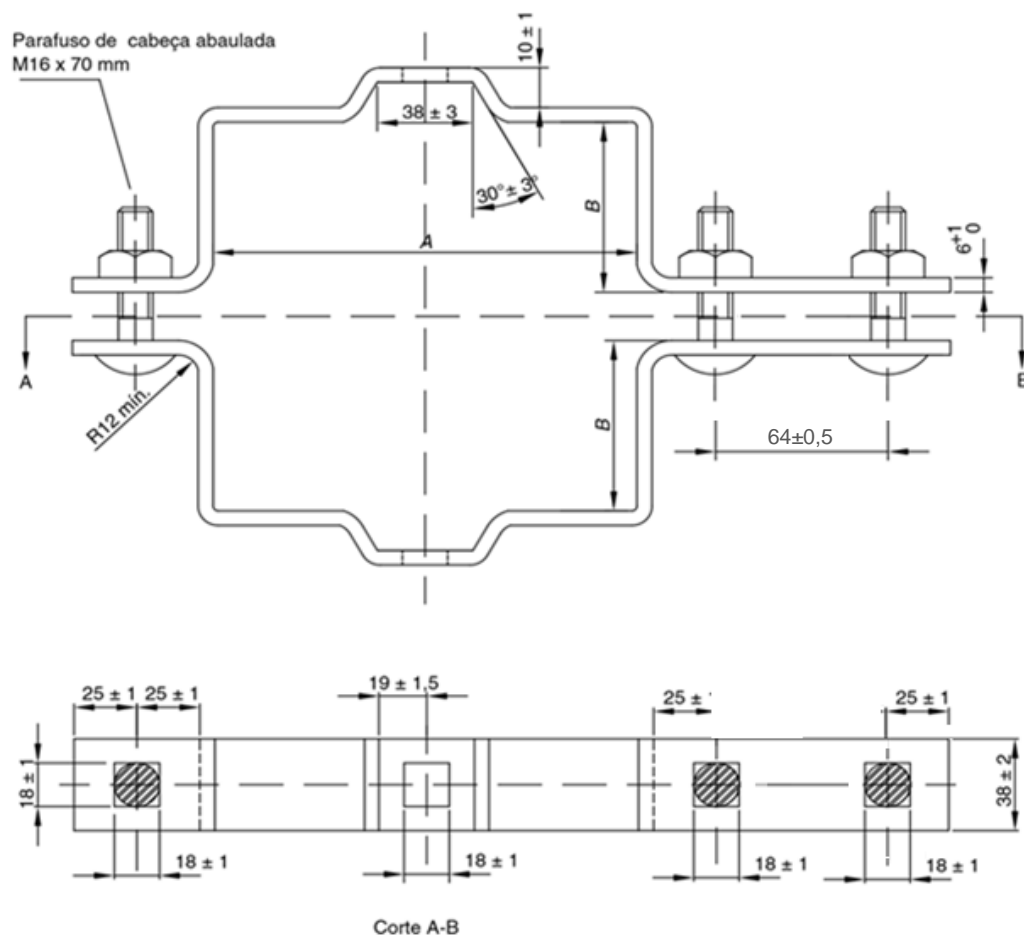 Parafuso de cabeça abaulada
M16 x 70 mm
10 ± 1
38 ± 3
30°± 3°
B
A
6 +1 0
A
R12 mín.
B
64±0,5
25 ± 1
25 ± 1
19 ± 1,5
25 ±
25 ± 1
18 ± 1
38 ± 2
18 ± 1
18 ± 1
18 ± 1
18 ± 1
Corte A-B